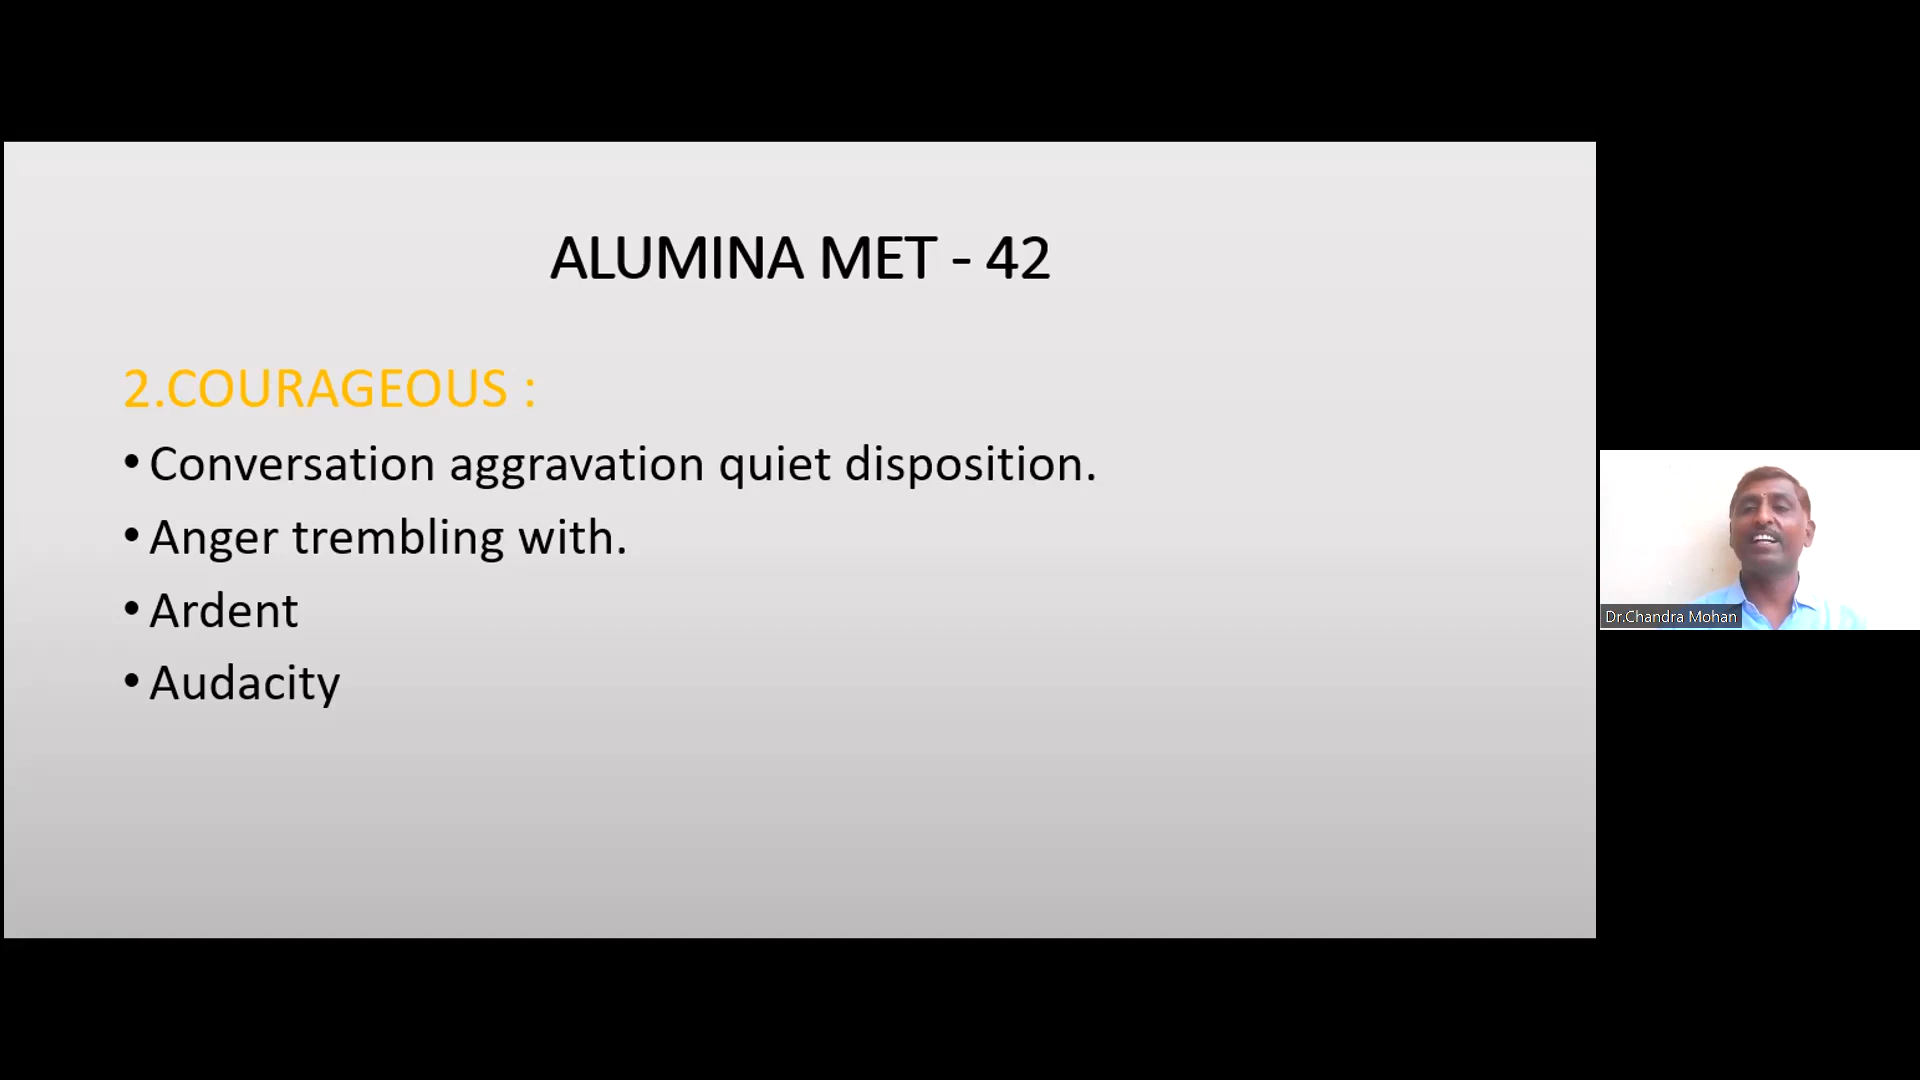 ALUMINA MET - 42
2.COURAGEOUS :
•Conversation aggravation quiet disposition.
•Anger trembling with.
•Ardent
•Audacity
Dr.Chandra Mohan